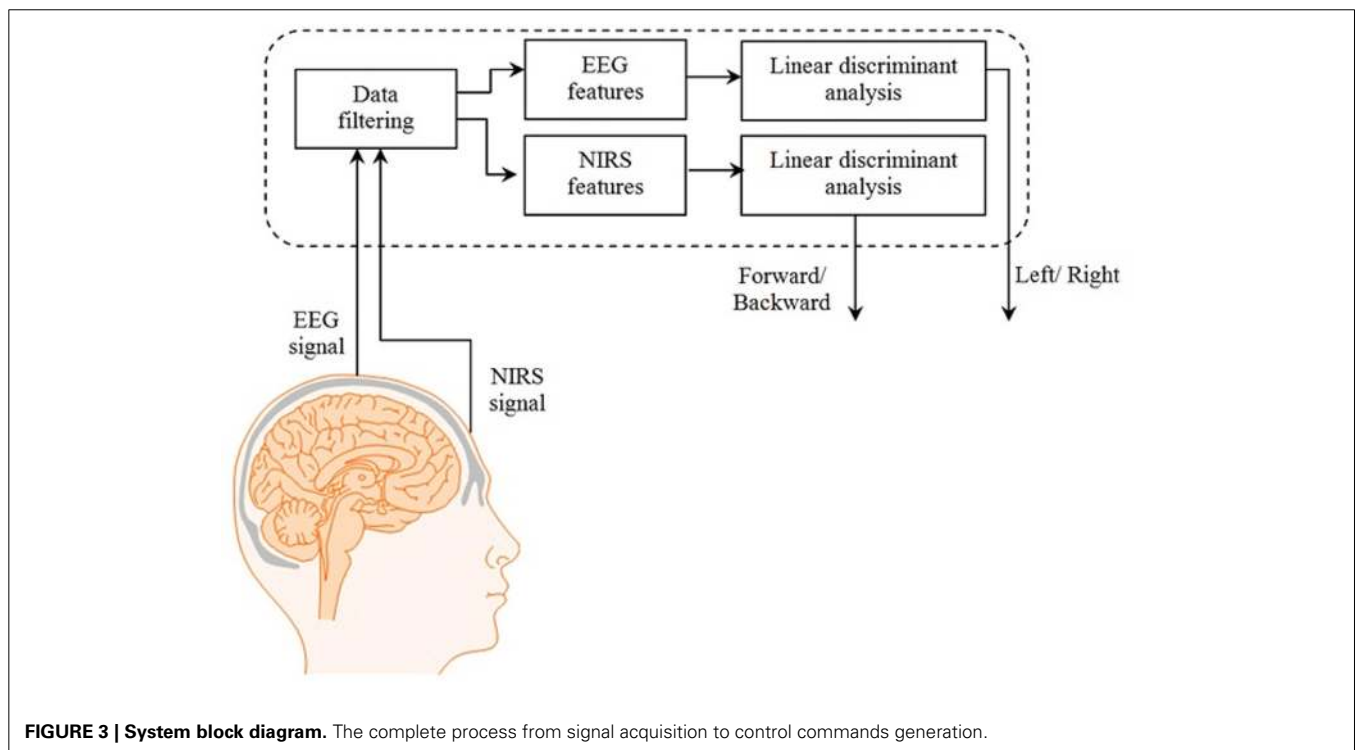 EEG
features
Linear discriminant
analysis
Data
filtering
NIRS
features
Linear discriminant
analysis
Forward/
Backward
Left/ Right
EEG
signal
NIRS
signal
FIGURE 3 | System block diagram. The complete process from signal acquisition to control commands generation.